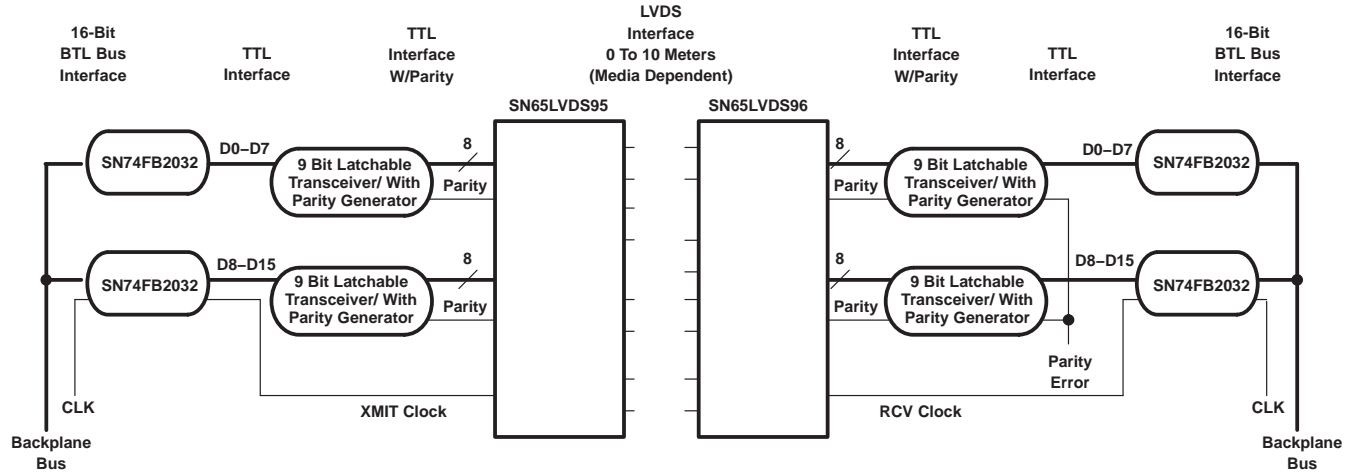 16-Bit
BTL Bus
Interface
TTL
Interface
TTL
Interface
W/Parity
LVDS
Interface
0 To 10 Meters
(Media Dependent)
TTL
Interface
W/Parity
TTL
Interface
16-Bit
BTL Bus
Interface
SN65LVDS95
SN65LVDS96
SN74FB2032
D0–D7
9 Bit Latchable
Transceiver/ With
Parity Generator
8
Parity
8
Parity
9 Bit Latchable
Transceiver/ With
Parity Generator
D0–D7
SN74FB2032
SN74FB2032
D8–D15
9 Bit Latchable
Transceiver/ With
Parity Generator
8
Parity
8
Parity
9 Bit Latchable
Transceiver/ With
Parity Generator
D8–D15
SN74FB2032
Parity
Error
CLK
XMIT Clock
RCV Clock
CLK
Backplane
Bus
Backplane
Bus